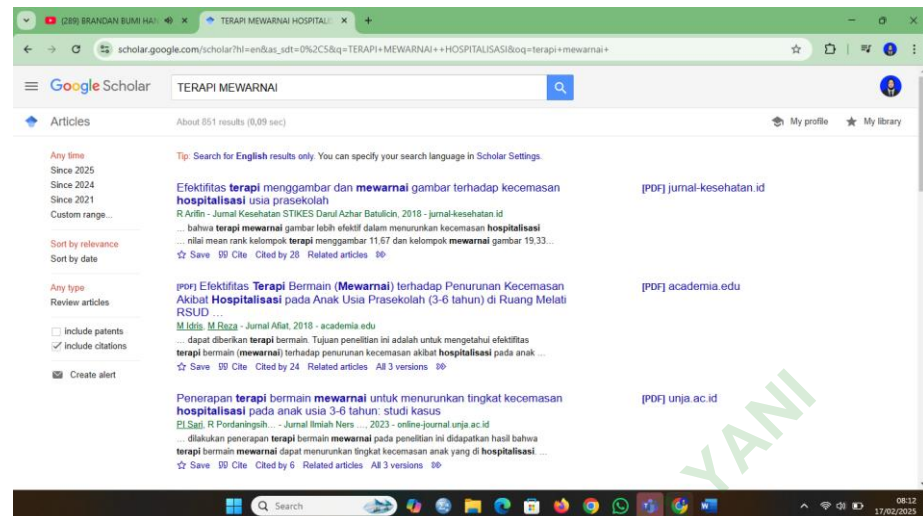 (289) BRANDAN BUMI HAN
TERAPI MEWARNAI HOSPITALIS
scholar.google.com/scholar?hl=en&as_sdt=0%2C5&q=TERAPI+MEWARNAI++HOSPITALISASI&oq=terapi+mewarnai+
Google Scholar
TERAPI MEWARNAI
Articles
About 851 results (0,09 sec)
My profile
My library
Any time
Since 2025
Since 2024
Since 2021
Custom range...
Sort by relevance
Sort by date
Any type
Review articles
include patents
include citations
Create alert
Tip: Search for English results only. You can specify your search language in Scholar Settings.
Efektifitas terapi menggambar dan mewarnai gambar terhadap kecemasan
hospitalisasi usia prasekolah
[PDF] jurnal-kesehatan.id
R Arifin - Jurnal Kesehatan STIKES Darul Azhar Batulicin, 2018 - jurnal-kesehatan.id
... bahwa terapi mewarnai gambar lebih efektif dalam menurunkan kecemasan hospitalisasi
... nilai mean rank kelompok terapi menggambar 11,67 dan kelompok mewarnai gambar 19,33...
Save Cite Cited by 28 Related articles
[PDF] Efektifitas Terapi Bermain (Mewarnai) terhadap Penurunan Kecemasan
Akibat Hospitalisasi pada Anak Usia Prasekolah (3-6 tahun) di Ruang Melati
RSUD ...
[PDF] academia.edu
M Idris, M Reza - Jurnal Afiat, 2018 - academia.edu
... dapat diberikan terapi bermain. Tujuan penelitian ini adalah untuk mengetahui efektifitas
terapi bermain (mewarnai) terhadap penurunan kecemasan akibat hospitalisasi pada anak ...
Save Cite Cited by 24 Related articles All 3 versions
Penerapan terapi bermain mewarnai untuk menurunkan tingkat kecemasan
hospitalisasi pada anak usia 3-6 tahun: studi kasus
[PDF] unja.ac.id
PI Sari, R Pordaningsih... - Jurnal Ilmiah Ners ..., 2023 - online-journal.unja.ac.id
... dilakukan penerapan terapi bermain mewarnai pada penelitian ini didapatkan hasil bahwa
terapi bermain mewarnai dapat menurunkan tingkat kecemasan anak yang di hospitalisasi. ...
Save Cite Cited by 6 Related articles All 3 versions
YANI
Search
08:12
17/02/2025